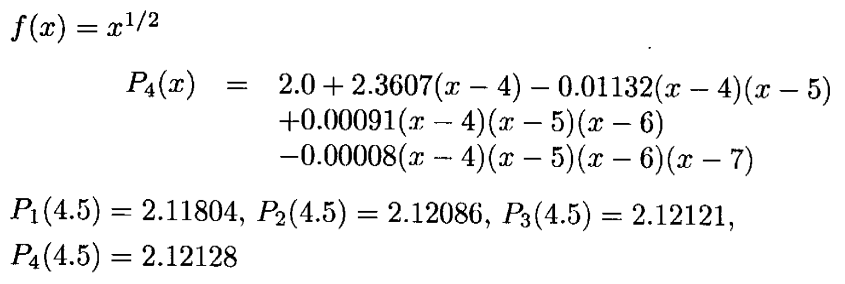 f(x) = x^{1/2}
P_4(x) = 2.0 + 2.3607(x − 4) − 0.01132(x − 4)(x − 5)
+0.00091(x − 4)(x − 5)(x − 6)
−0.00008(x − 4)(x − 5)(x − 6)(x − 7)
P_1(4.5) = 2.11804, P_2(4.5) = 2.12086, P_3(4.5) = 2.12121,
P_4(4.5) = 2.12128